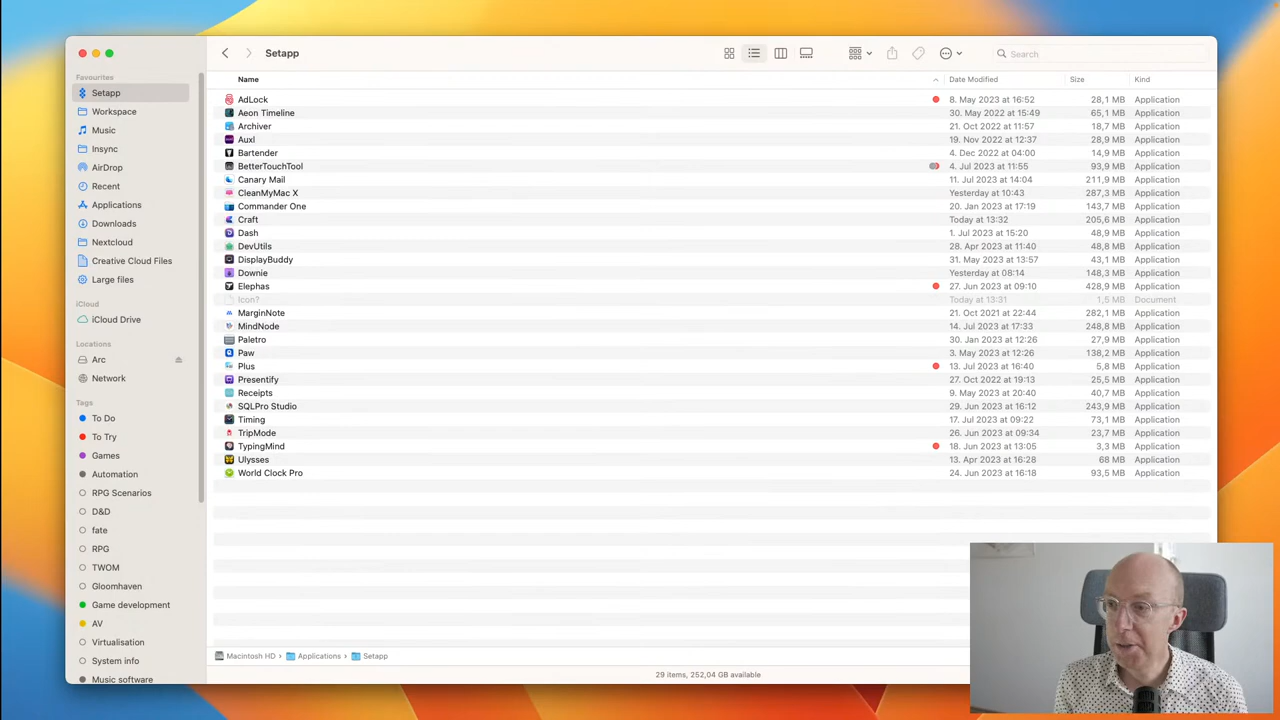 Setapp
Search
Favourites
Setapp
Workspace
Music
Insync
AirDrop
Recent
Applications
Downloads
Nextcloud
Creative Cloud Files
Large files
iCloud
iCloud Drive
Locations
Arc
Network
Tags
To Do
To Try
Games
Automation
RPG Scenarios
D&D
fate
RPG
TWOM
Gloomhaven
Game development
AV
Virtualisation
System info
Music software
Name Date Modified Size Kind
AdLock 8. May 2023 at 16:52 28,1 MB Application
Aeon Timeline 30. May 2022 at 15:49 65,1 MB Application
Archiver 21. Oct 2022 at 11:57 18,7 MB Application
Auxl 19. Nov 2022 at 12:37 28,9 MB Application
Bartender 4. Dec 2022 at 04:00 14,9 MB Application
BetterTouchTool 4. Jul 2023 at 11:55 93,9 MB Application
Canary Mail 11. Jul 2023 at 14:04 211,9 MB Application
CleanMyMac X Yesterday at 10:43 287,3 MB Application
Commander One 20. Jan 2023 at 17:19 143,7 MB Application
Craft Today at 13:32 205,6 MB Application
Dash 1. Jul 2023 at 15:20 48,9 MB Application
DevUtils 28. Apr 2023 at 11:40 48,8 MB Application
DisplayBuddy 31. May 2023 at 13:57 43,1 MB Application
Downie Yesterday at 08:14 148,3 MB Application
Elephas 27. Jun 2023 at 09:10 428,9 MB Application
Icon? Today at 13:31 1,5 MB Document
MarginNote 21. Oct 2021 at 22:44 282,1 MB Application
MindNode 14. Jul 2023 at 17:33 248,8 MB Application
Paletro 30. Jan 2023 at 12:26 27,9 MB Application
Paw 3. May 2023 at 12:26 138,2 MB Application
Plus 13. Jul 2023 at 16:40 5,8 MB Application
Presentify 27. Oct 2022 at 19:13 25,5 MB Application
Receipts 9. May 2023 at 20:40 40,7 MB Application
SQLPro Studio 29. Jun 2023 at 16:12 243,9 MB Application
Timing 17. Jul 2023 at 09:22 73,1 MB Application
TripMode 26. Jun 2023 at 09:34 23,7 MB Application
TypingMind 18. Jun 2023 at 13:05 3,3 MB Application
Ulysses 13. Apr 2023 at 16:28 68 MB Application
World Clock Pro 24. Jun 2023 at 16:18 93,5 MB Application
Macintosh HD › Applications › Setapp
29 items, 252,04 GB available